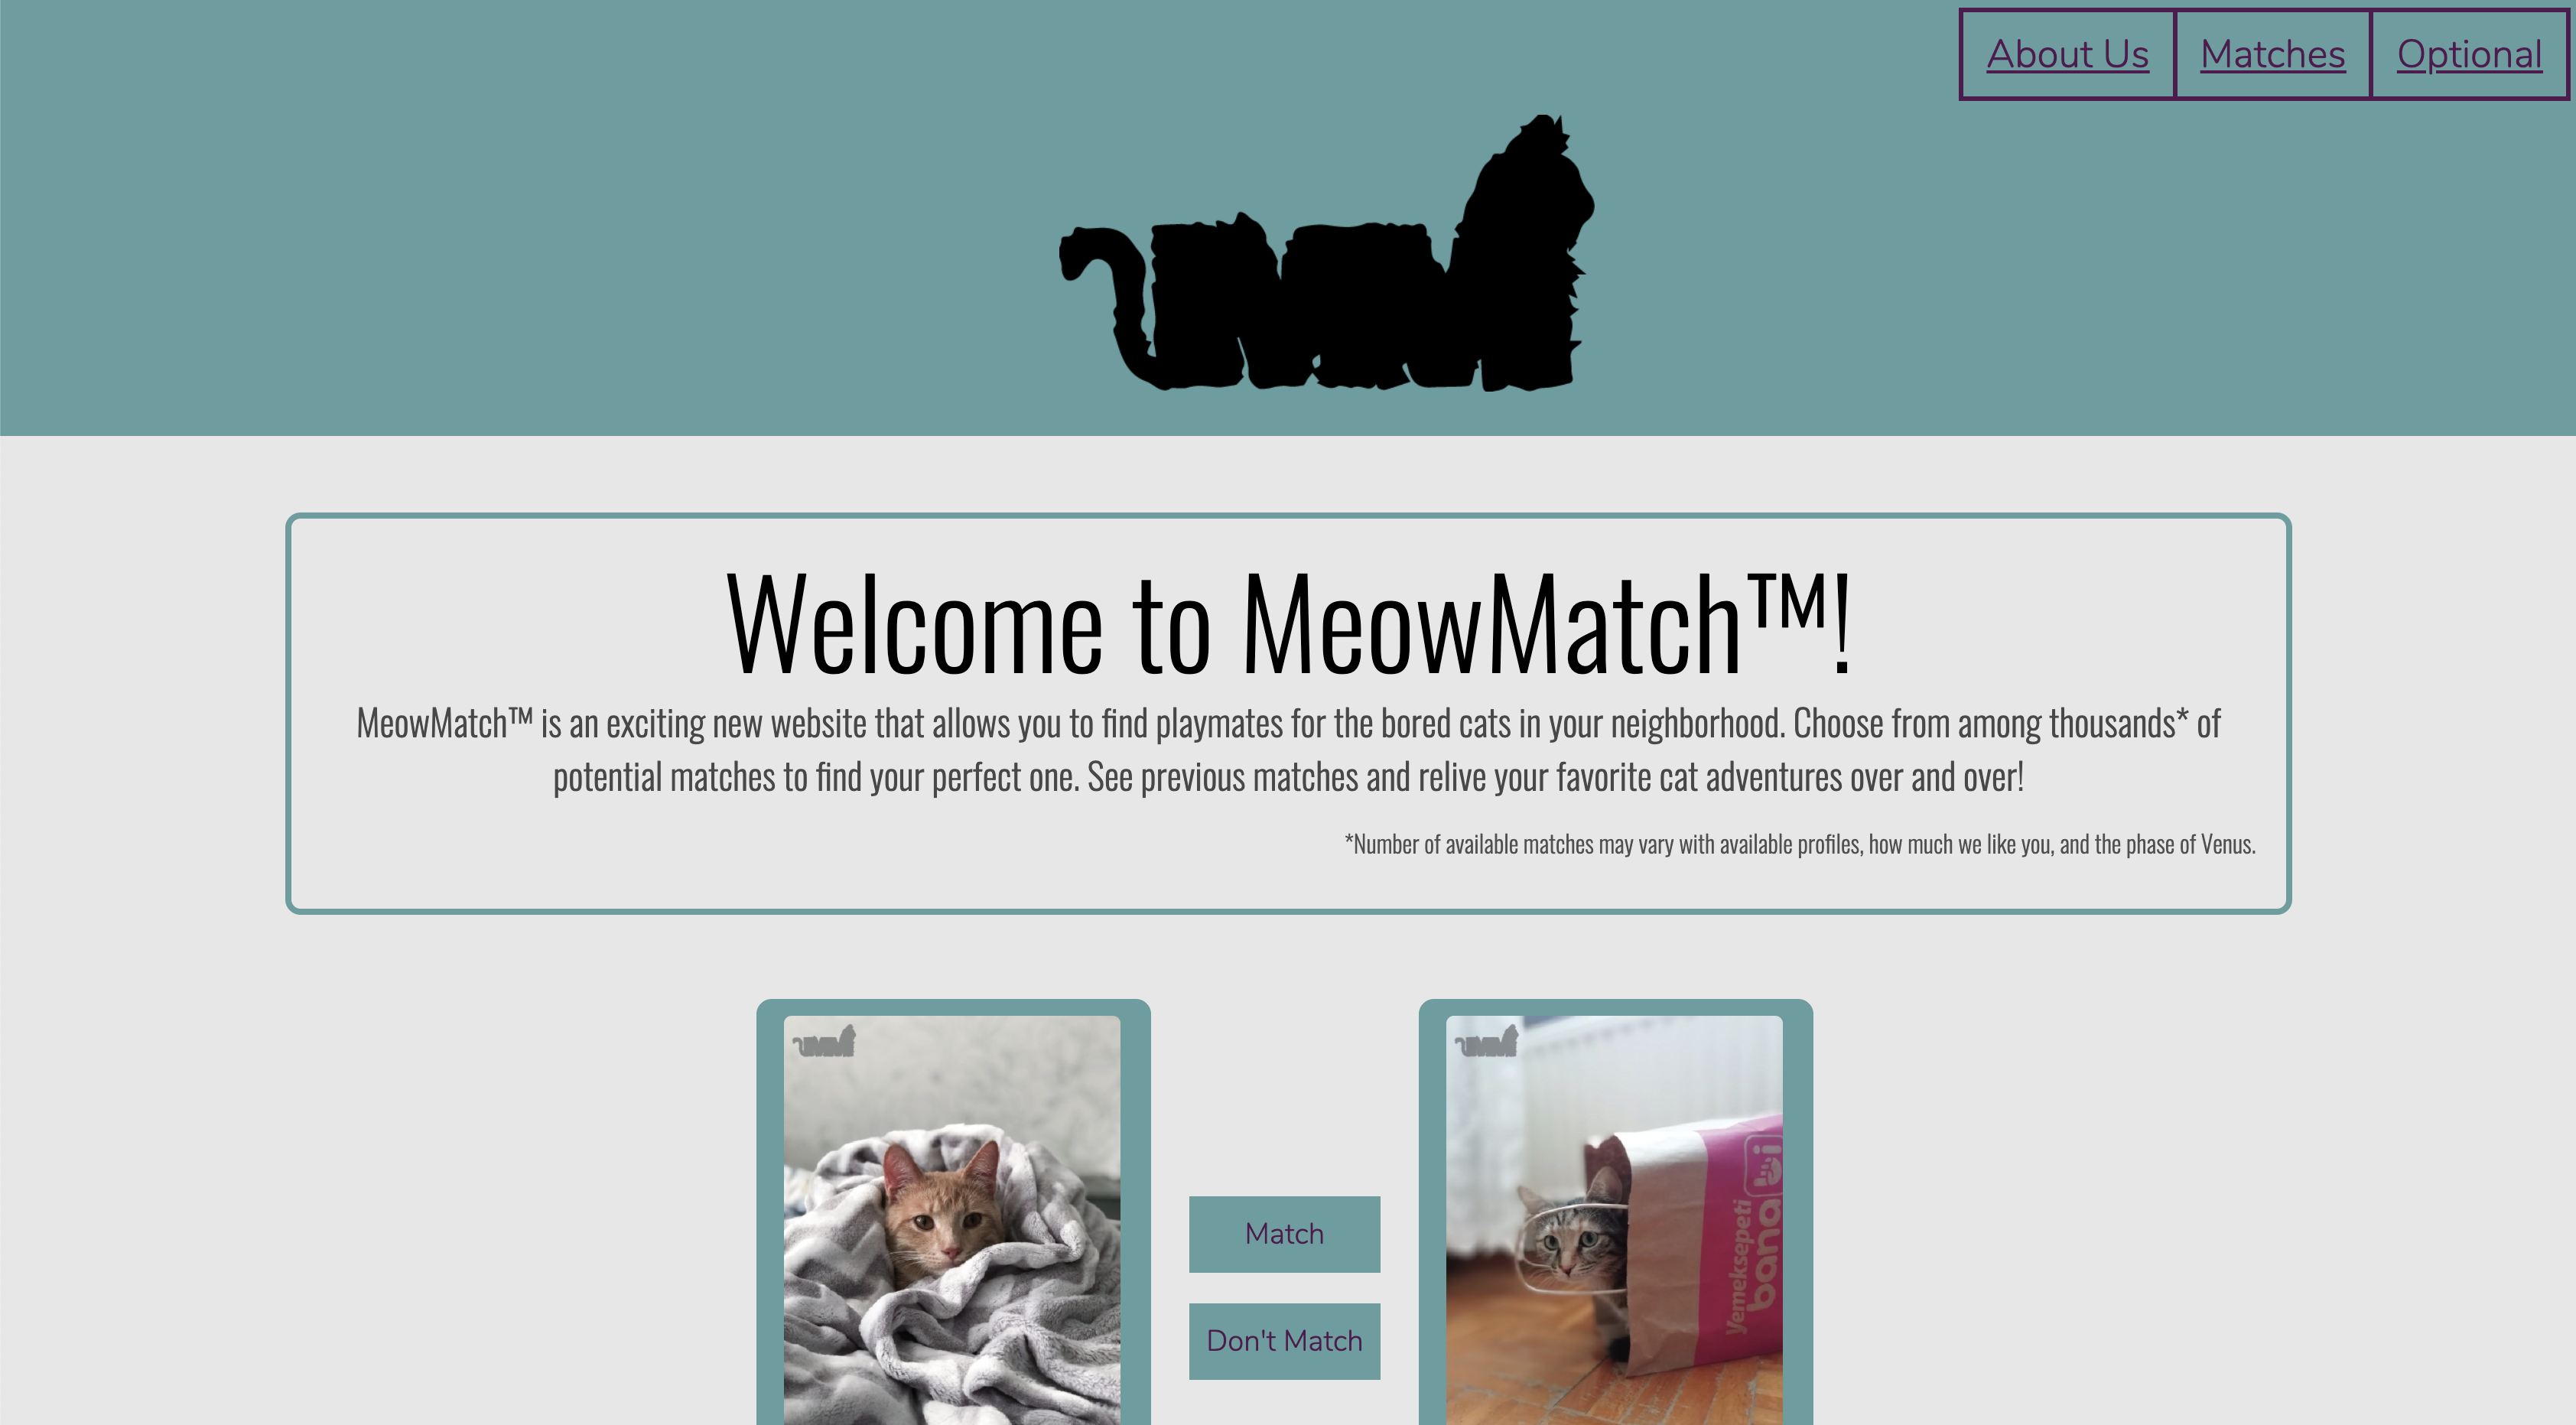 About Us
Matches
Optional
Welcome to MeowMatch™!
MeowMatch™ is an exciting new website that allows you to find playmates for the bored cats in your neighborhood. Choose from among thousands* of
potential matches to find your perfect one. See previous matches and relive your favorite cat adventures over and over!
*Number of available matches may vary with available profiles, how much we like you, and the phase of Venus.
Match
Don't Match
Yemeksepeti
banabi